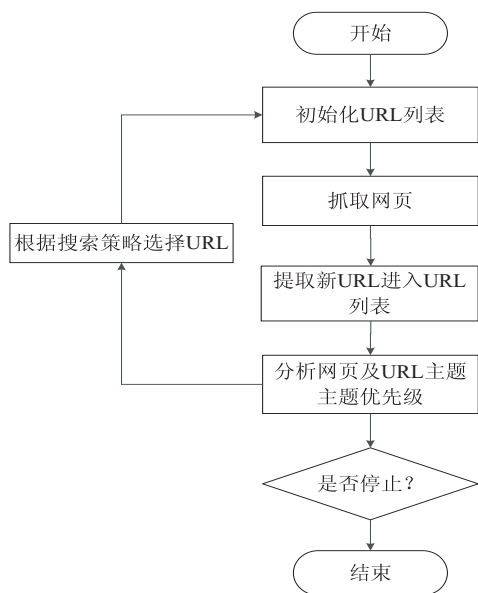 开始
初始化URL列表
抓取网页
根据搜索策略选择URL
提取新URL进入URL
列表
分析网页及URL主题
主题优先级
是否停止?
结束